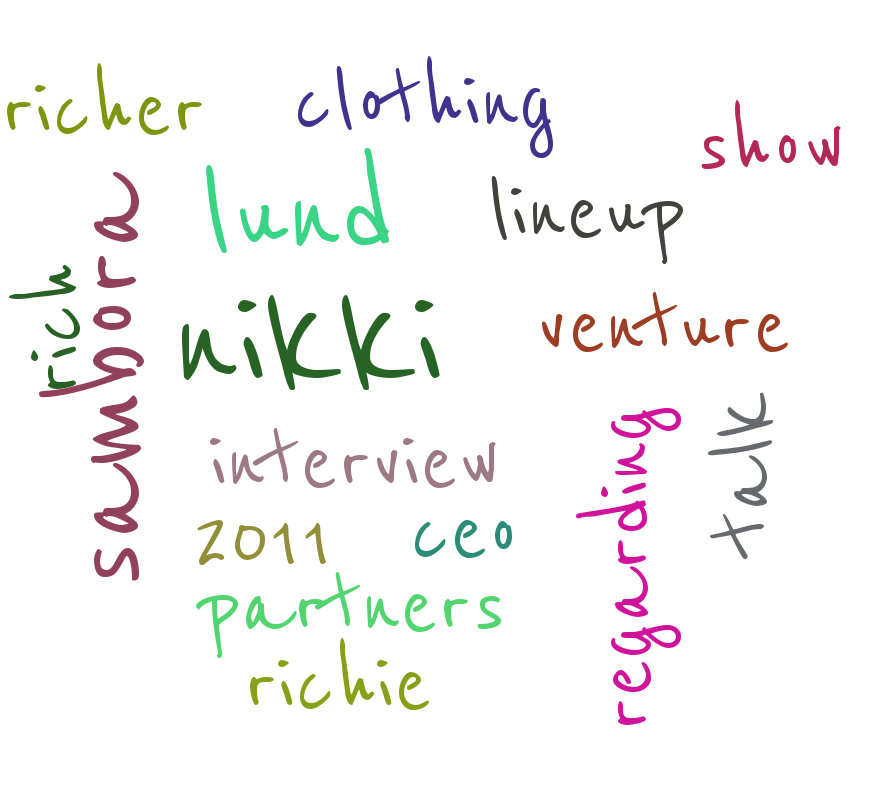 richer
clothing
show
sambora
lund
lineup
rich
nikki
venture
interview
regarding
talk
2011
ceo
partners
richie